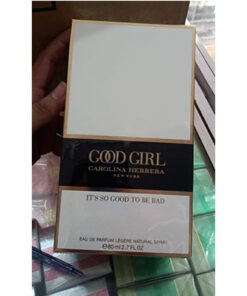 GOOD GIRL
CAROLINA HERRERA
NEW YORK
IT'S SO GOOD TO BE BAD
EAU DE PARFUM LÉGÈRE NATURAL SPRAY
℮ 80 ml 2.7 FL.OZ